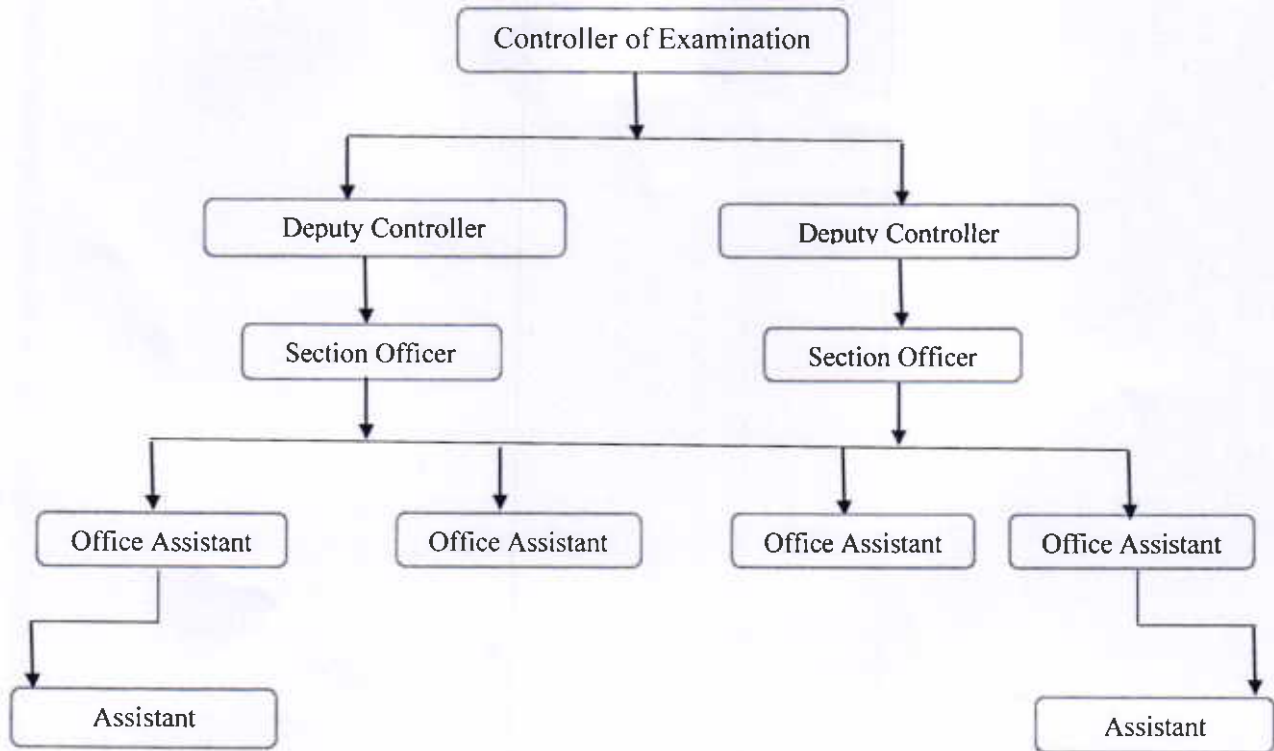 Controller of Examination
Deputy Controller
Deputy Controller
Section Officer
Section Officer
Office Assistant
Office Assistant
Office Assistant
Office Assistant
Assistant
Assistant